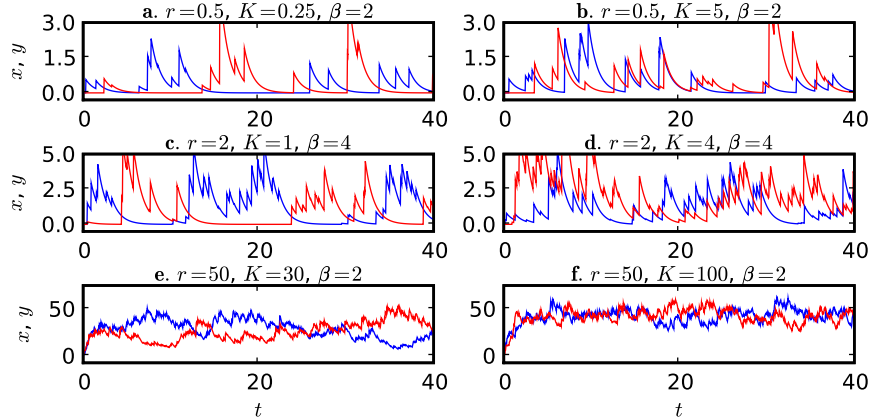 a. r=0.5, K=0.25, β=2
3.0
1.5
0.0
x, y
0 20 40
b. r=0.5, K=5, β=2
3.0
1.5
0.0
0 20 40
c. r=2, K=1, β=4
5.0
2.5
0.0
x, y
0 20 40
d. r=2, K=4, β=4
5.0
2.5
0.0
0 20 40
e. r=50, K=30, β=2
50
0
x, y
0 20 40
t
f. r=50, K=100, β=2
50
0
0 20 40
t